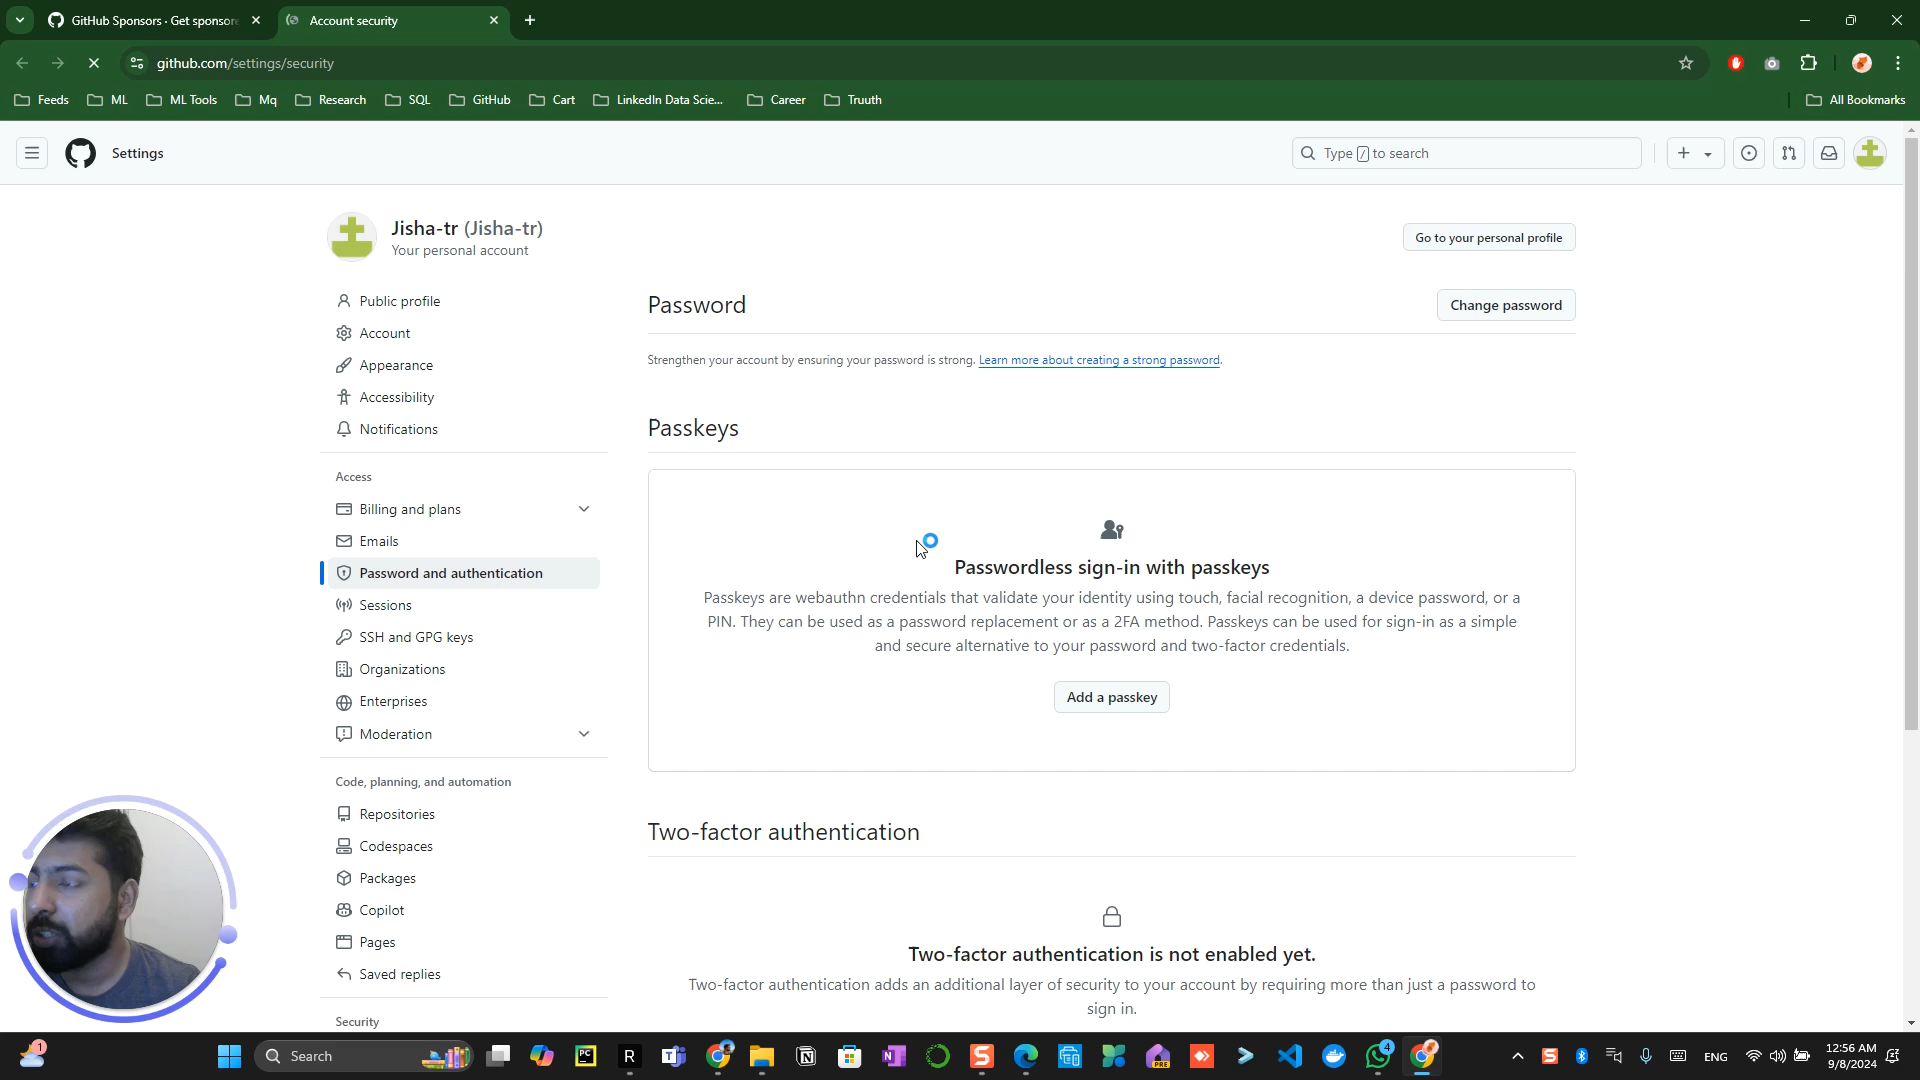 GitHub Sponsors · Get sponsore
Account security
github.com/settings/security
Feeds
ML
ML Tools
Mq
Research
SQL
GitHub
Cart
LinkedIn Data Scie...
Career
Truuth
All Bookmarks
Settings
Type / to search
Jisha-tr (Jisha-tr)
Your personal account
Go to your personal profile
Public profile
Account
Appearance
Accessibility
Notifications
Access
Billing and plans
Emails
Password and authentication
Sessions
SSH and GPG keys
Organizations
Enterprises
Moderation
Code, planning, and automation
Repositories
Codespaces
Packages
Copilot
Pages
Saved replies
Security
Password
Change password
Strengthen your account by ensuring your password is strong. Learn more about creating a strong password.
Passkeys
Passwordless sign-in with passkeys
Passkeys are webauthn credentials that validate your identity using touch, facial recognition, a device password, or a
PIN. They can be used as a password replacement or as a 2FA method. Passkeys can be used for sign-in as a simple
and secure alternative to your password and two-factor credentials.
Add a passkey
Two-factor authentication
Two-factor authentication is not enabled yet.
Two-factor authentication adds an additional layer of security to your account by requiring more than just a password to
sign in.
1
Search
PC
R
N
S
PRE
4
S
ENG
12:56 AM
9/8/2024